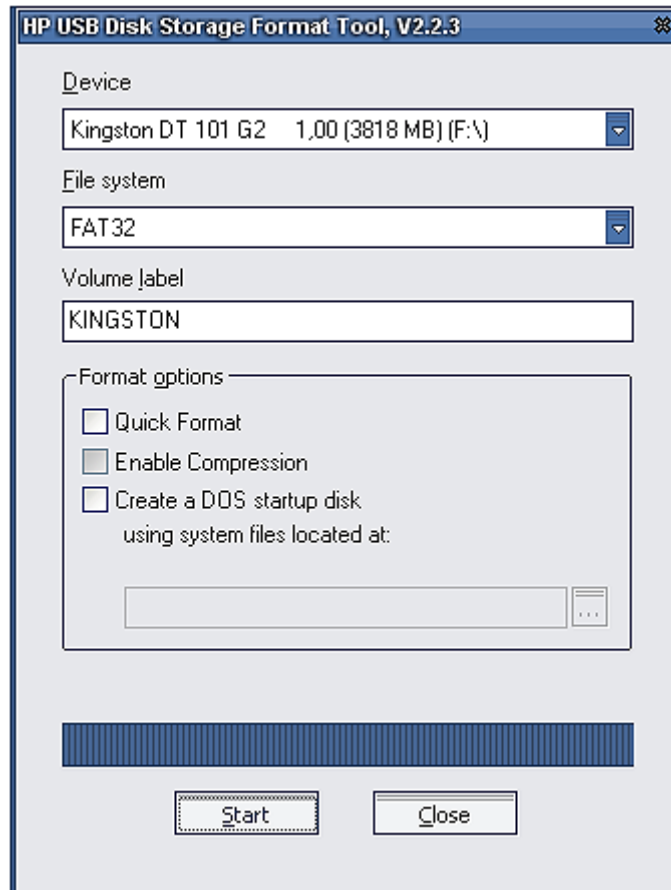 HP USB Disk Storage Format Tool, V2.2.3
Device
Kingston DT 101 G2 1,00 (3818 MB) (F:\)
File system
FAT32
Volume label
KINGSTON
Format options
Quick Format
Enable Compression
Create a DOS startup disk
using system files located at:
...
Start
Close